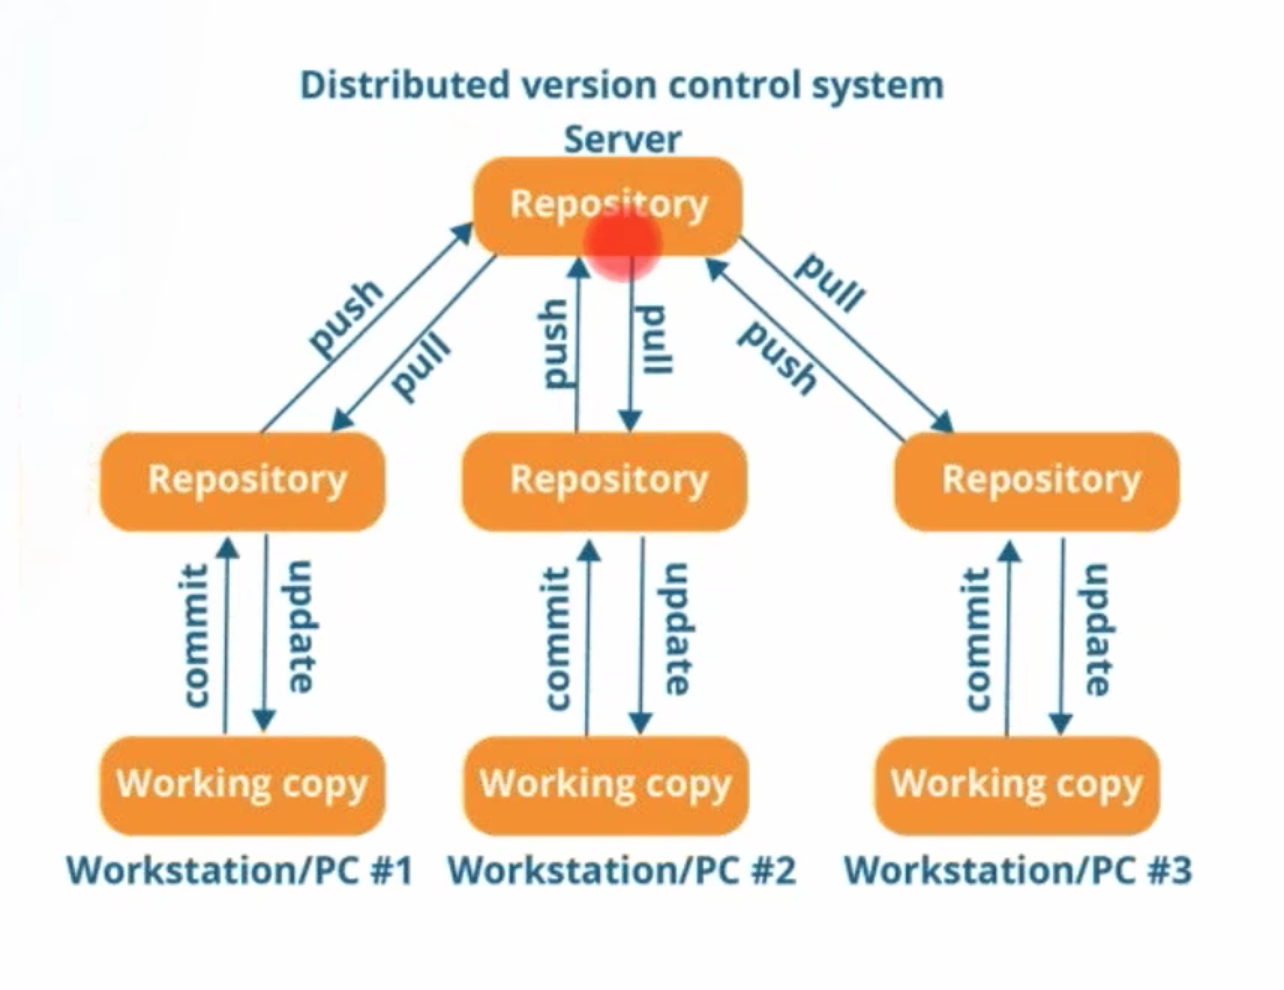 Distributed version control system
Server
Repository
push
pull
push
pull
push
pull
Repository
Repository
Repository
commit
update
commit
update
commit
update
Working copy
Working copy
Working copy
Workstation/PC #1
Workstation/PC #2
Workstation/PC #3